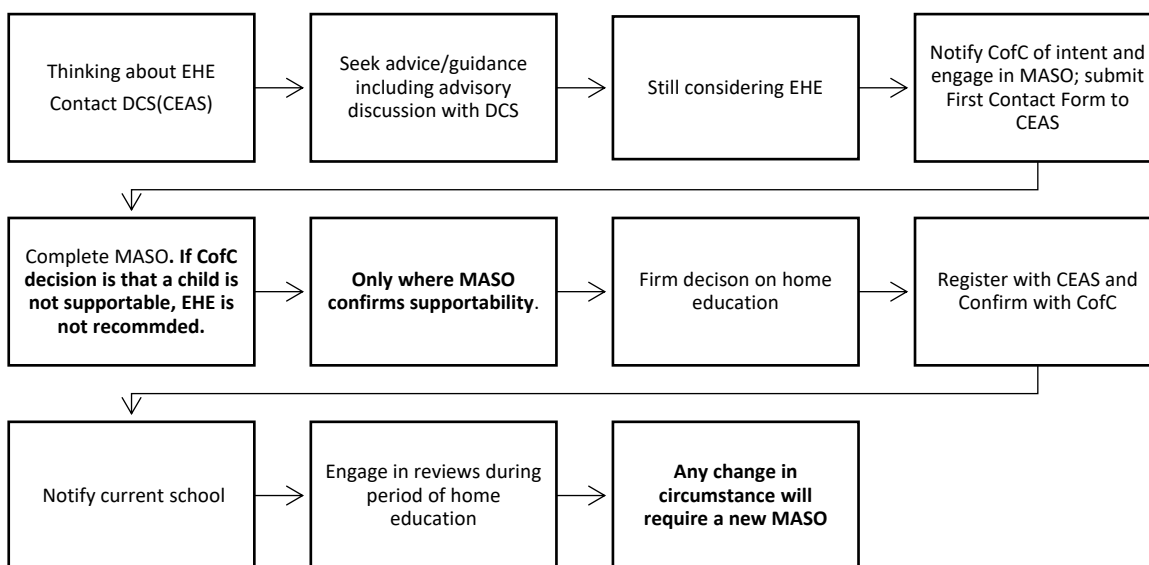 Thinking about EHE
Contact DCS(CEAS)
Seek advice/guidance
including advisory
discussion with DCS
Still considering EHE
Notify CofC of intent and
engage in MASO; submit
First Contact Form to
CEAS
Complete MASO. If CofC
decision is that a child is
not supportable, EHE is
not recommded.
Only where MASO
confirms supportability.
Firm decison on home
education
Register with CEAS and
Confirm with CofC
Notify current school
Engage in reviews during
period of home
education
Any change in
circumstance will
require a new MASO